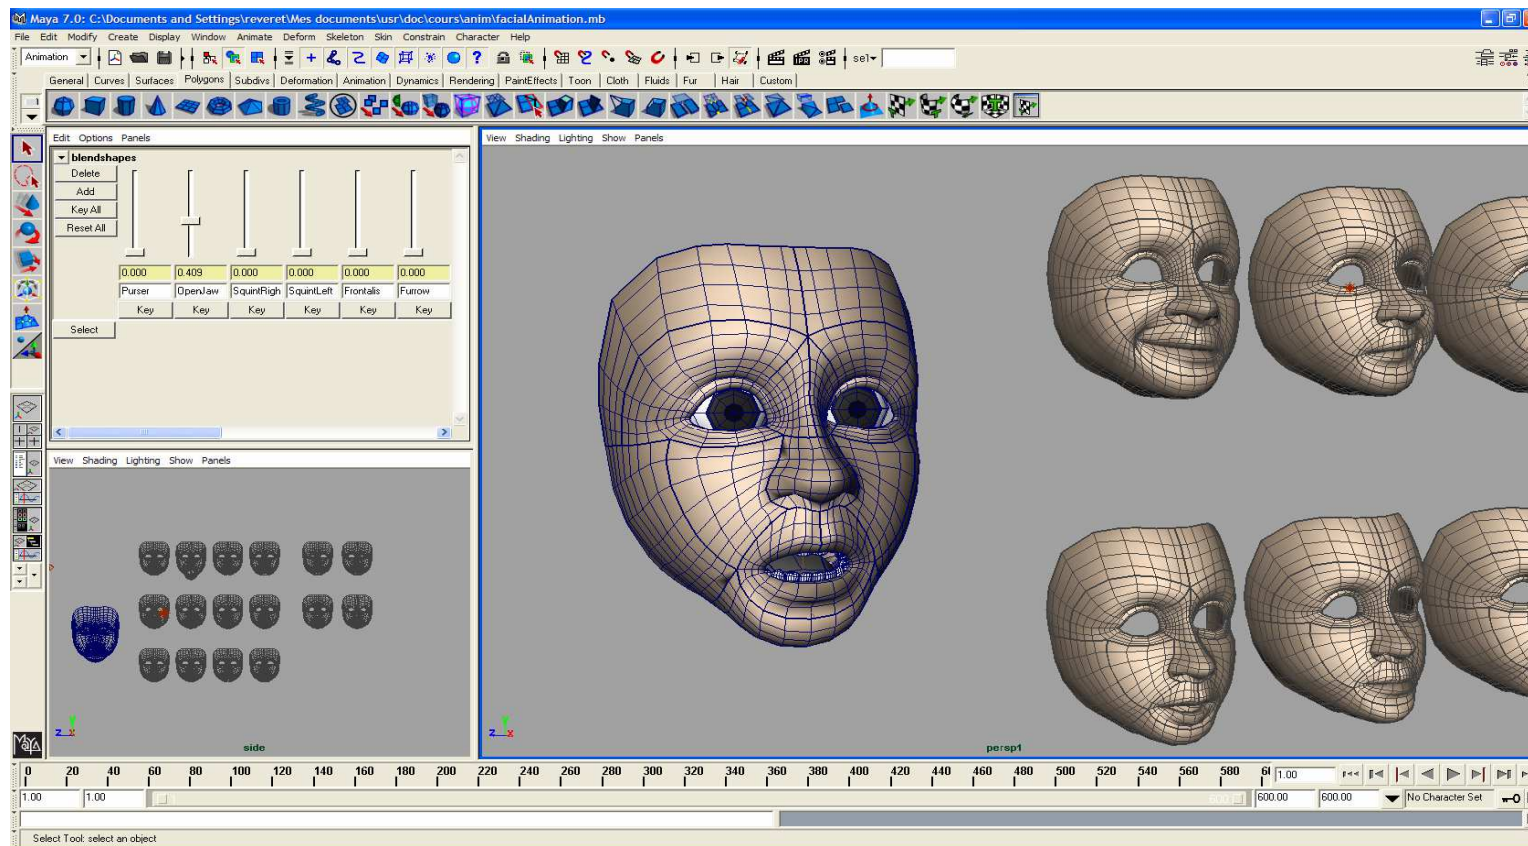 Maya 7.0: C:\Documents and Settings\reveret\Mes documents\usr\doc\cours\anim\facialAnimation.mb
File Edit Modify Create Display Window Animate Deform Skeleton Skin Constrain Character Help
Animation sel
General Curves Surfaces Polygons Subdivs Deformation Animation Dynamics Rendering PaintEffects Toon Cloth Fluids Fur Hair Custom
Edit Options Panels
blendshapes
Delete
Add
Key All
Reset All
0.000 0.409 0.000 0.000 0.000 0.000
Purser OpenJaw SquintRigh SquintLeft Frontalis Furrow
Key Key Key Key Key Key
Select
View Shading Lighting Show Panels
y
z x
side
View Shading Lighting Show Panels
y
z x
persp1
MAYA
0 20 40 60 80 100 120 140 160 180 200 220 240 260 280 300 320 340 360 380 400 420 440 460 480 500 520 540 560 580 1.00
1.00 1.00 600 600.00 600.00 No Character Set
Select Tool: select an object